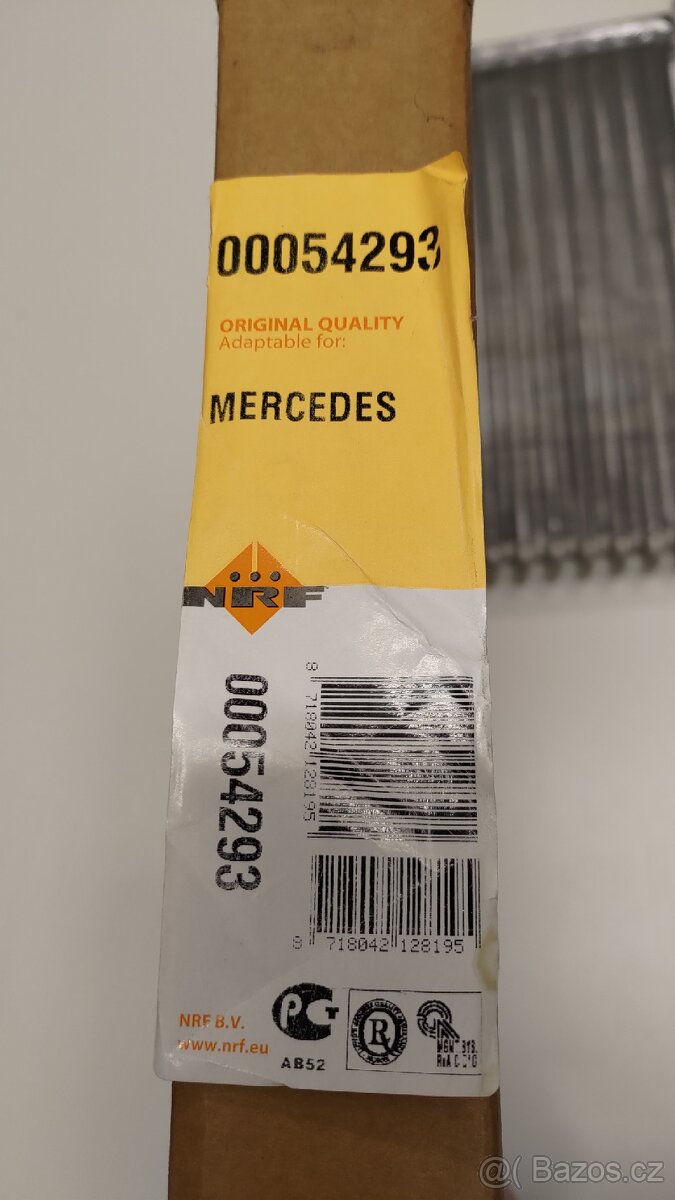 00054293
ORIGINAL QUALITY
Adaptable for:
MERCEDES
NRF
00054293
8 718042 128195
8 718042 128195
NRF B.V.
www.nrf.eu
AB52
R
Bazos.cz